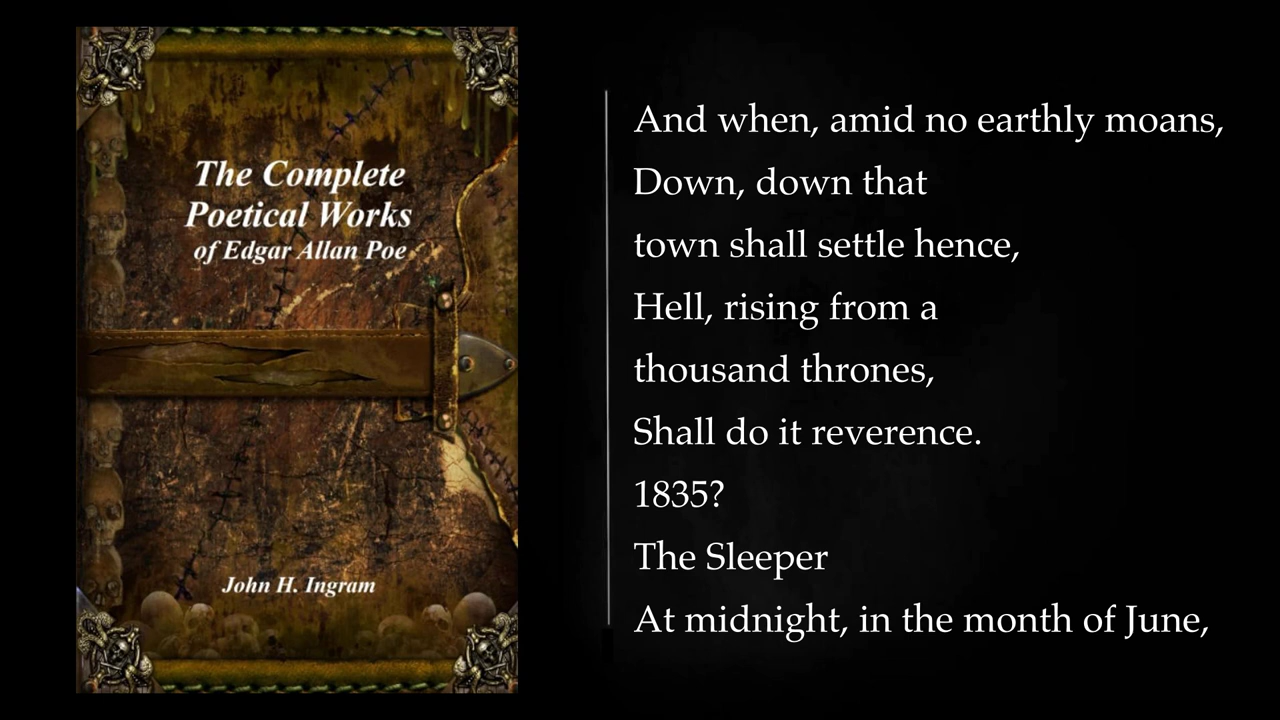 The Complete
Poetical Works
of Edgar Allan Poe
John H. Ingram
And when, amid no earthly moans,
Down, down that
town shall settle hence,
Hell, rising from a
thousand thrones,
Shall do it reverence.
1835?
The Sleeper
At midnight, in the month of June,